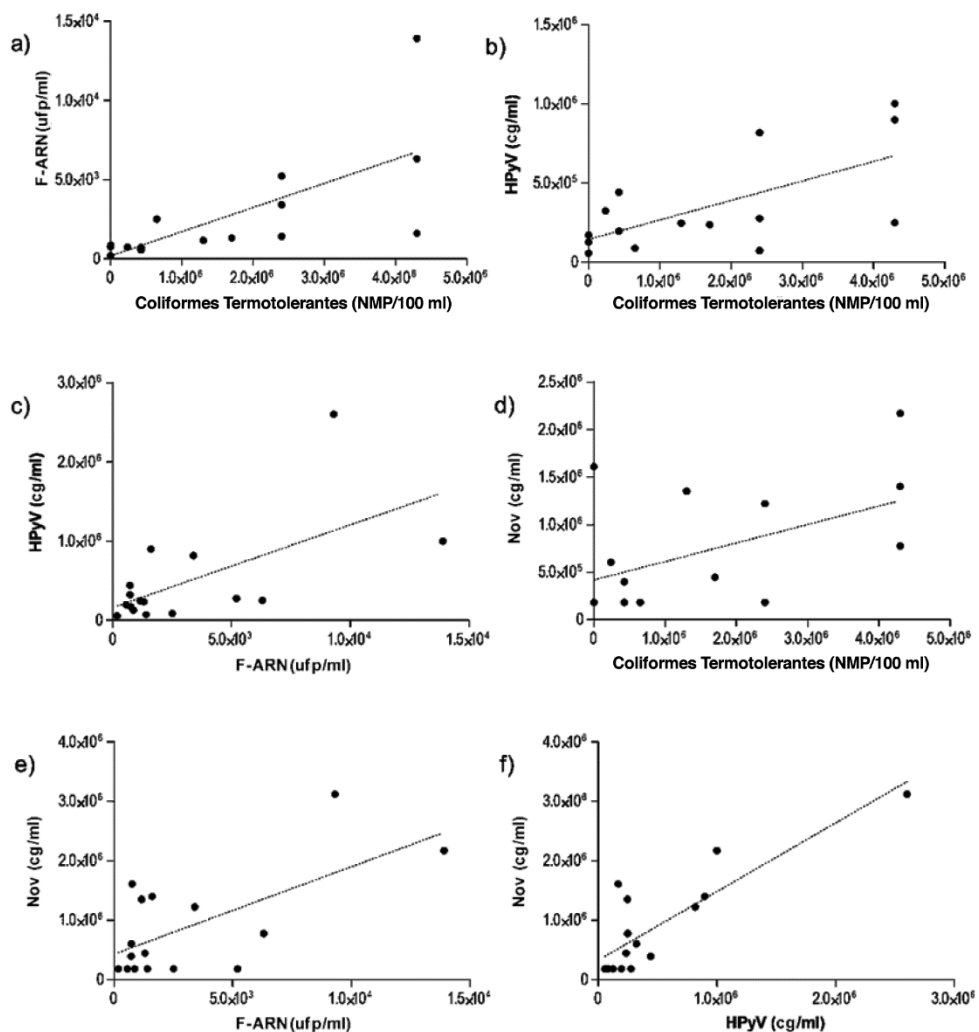 a)
F-ARN (ufp/ml)
1.5x10⁴
1.0x10⁴
5.0x10³
0
0
1.0x10⁶
2.0x10⁶
3.0x10⁶
4.0x10⁶
5.0x10⁶
Coliformes Termotolerantes (NMP/100 ml)
b)
HPyV (cg/ml)
1.0x10⁶
5.0x10⁵
0
0
1.0x10⁶
2.0x10⁶
3.0x10⁶
4.0x10⁶
5.0x10⁶
Coliformes Termotolerantes (NMP/100 ml)
c)
HPyV (cg/ml)
3.0x10⁶
2.0x10⁶
1.0x10⁶
0
0
5.0x10³
1.0x10⁴
1.5x10⁴
F-ARN (ufp/ml)
d)
Nov (cg/ml)
2.5x10⁶
2.0x10⁶
1.5x10⁶
1.0x10⁶
5.0x10⁵
0
0
1.0x10⁶
2.0x10⁶
3.0x10⁶
4.0x10⁶
5.0x10⁶
Coliformes Termotolerantes (NMP/100 ml)
e)
Nov (cg/ml)
4.0x10⁶
3.0x10⁶
2.0x10⁶
1.0x10⁶
0
0
5.0x10³
1.0x10⁴
1.5x10⁴
F-ARN (ufp/ml)
f)
Nov (cg/ml)
4.0x10⁶
3.0x10⁶
2.0x10⁶
1.0x10⁶
0
0
1.0x10⁶
2.0x10⁶
3.0x10⁶
HPyV (cg/ml)